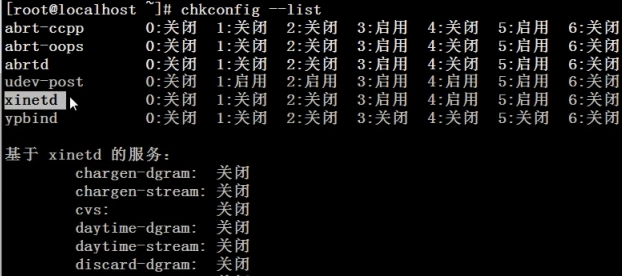 [root@localhost ~]# chkconfig --list
abrt-ccpp 0:关闭 1:关闭 2:关闭 3:启用 4:关闭 5:启用 6:关闭
abrt-oops 0:关闭 1:关闭 2:关闭 3:启用 4:关闭 5:启用 6:关闭
abrtd 0:关闭 1:关闭 2:关闭 3:启用 4:关闭 5:启用 6:关闭
udev-post 0:关闭 1:启用 2:启用 3:启用 4:启用 5:启用 6:关闭
xinetd 0:关闭 1:关闭 2:关闭 3:启用 4:启用 5:启用 6:关闭
ypbind 0:关闭 1:关闭 2:关闭 3:关闭 4:关闭 5:关闭 6:关闭
基于 xinetd 的服务:
chargen-dgram: 关闭
chargen-stream: 关闭
cvs: 关闭
daytime-dgram: 关闭
daytime-stream: 关闭
discard-dgram: 关闭